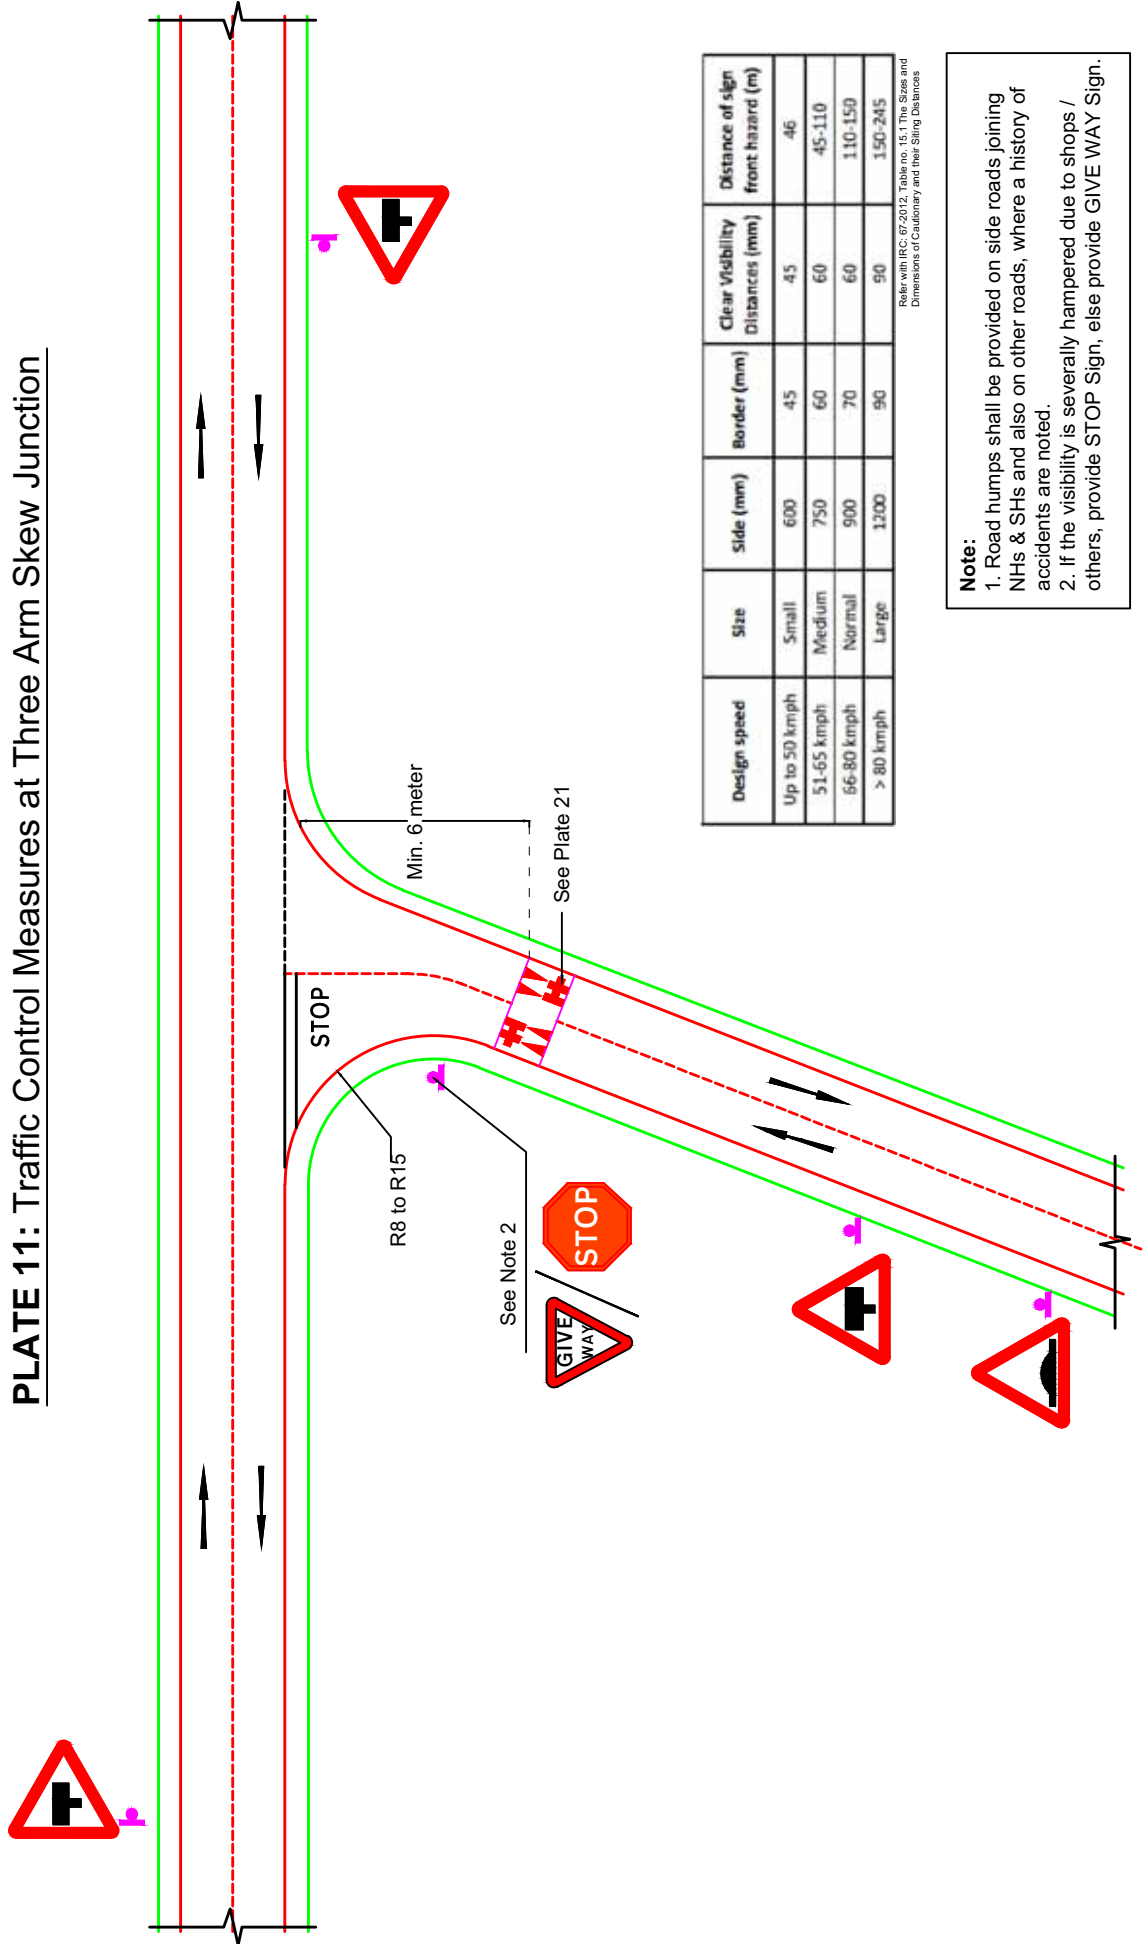 PLATE 11: Traffic Control Measures at Three Arm Skew Junction
STOP
Min. 6 meter
See Plate 21
R8 to R15
See Note 2
GIVE
WAY
STOP
Design speed Size Side (mm) Border (mm) Clear Visibility Distances (mm) Distance of sign front hazard (m)
Up to 50 kmph Small 600 45 45 46
51-65 kmph Medium 750 60 60 45-110
66-80 kmph Normal 900 70 60 110-150
> 80 kmph Large 1200 90 90 150-245
Refer with IRC: 67-2012, Table no. 15.1 The Sizes and
Dimensions of Cautionary and their Siting Distances
Note:
1. Road humps shall be provided on side roads joining
NHs & SHs and also on other roads, where a history of
accidents are noted.
2. If the visibility is severally hampered due to shops /
others, provide STOP Sign, else provide GIVE WAY Sign.